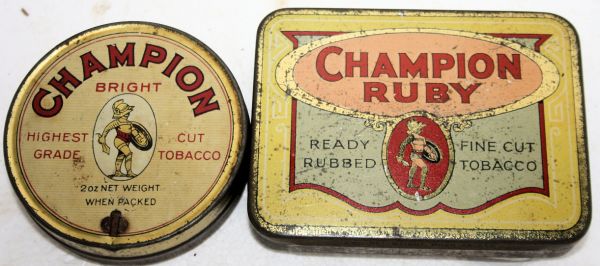 CHAMPION
BRIGHT
HIGHEST CUT
GRADE TOBACCO
2oz NET WEIGHT
WHEN PACKED
CHAMPION
RUBY
READY FINE CUT
RUBBED TOBACCO